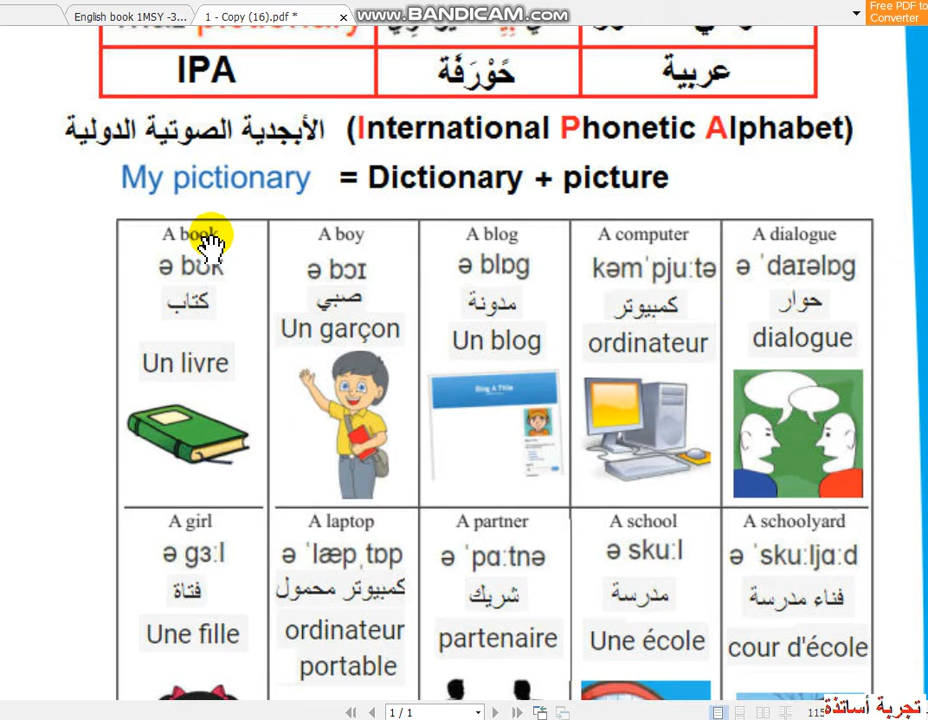 English book 1MSY -3...
1 - Copy (16).pdf *
www.BANDICAM.com
Free PDF to
Converter
IPA
عربية
International Phonetic Alphabet) الأبجدية الصوتية الدولية)
My pictionary = Dictionary + picture
A book
ə bʊk
كتاب
Un livre
A boy
ə bɔɪ
صبي
Un garçon
A blog
ə blɒg
مدونة
Un blog
Blog A Title
A computer
kəmˈpjuːtə
كمبيوتر
ordinateur
A dialogue
ə ˈdaɪəlɒg
حوار
dialogue
A girl
ə gɜːl
فتاة
Une fille
A laptop
ə ˈlæpˌtɒp
كمبيوتر محمول
ordinateur
portable
A partner
ə ˈpɑːtnə
شريك
partenaire
A school
ə skuːl
مدرسة
Une école
A schoolyard
ə ˈskuːljɑːd
فناء مدرسة
cour d'école
1 / 1
115
تجربة أساتذة